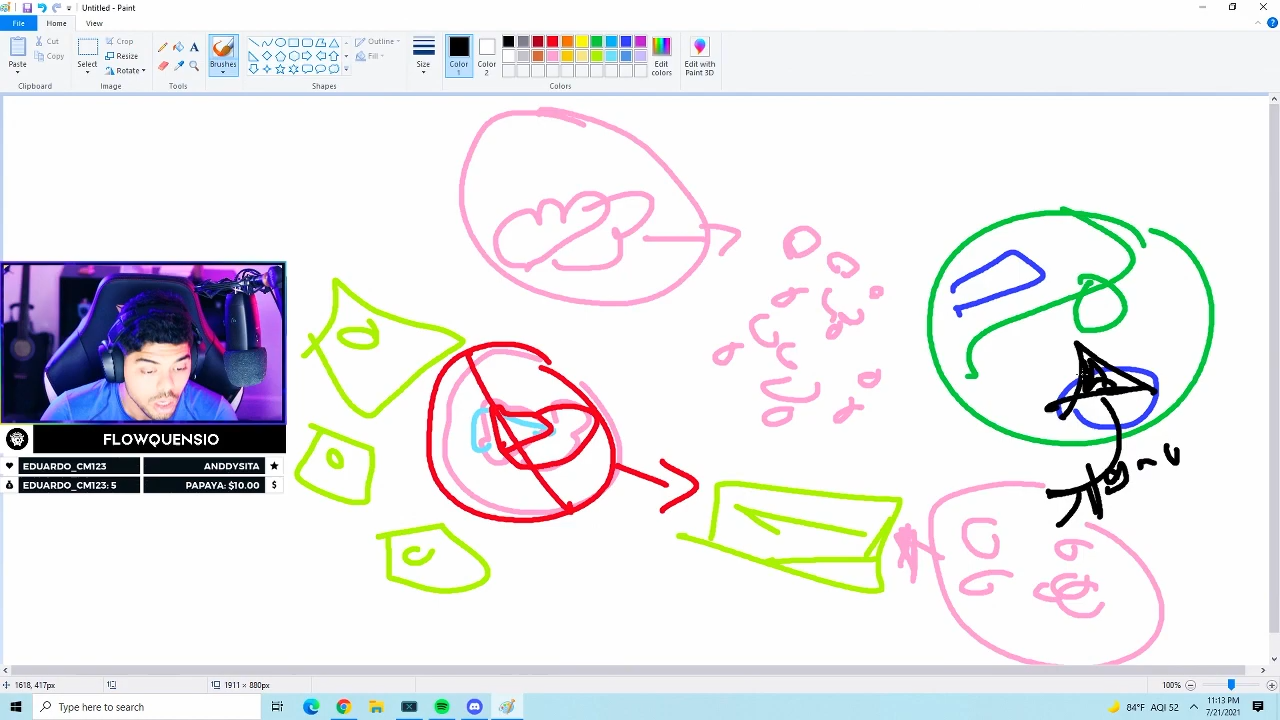 Untitled - Paint
File Home View
Paste
Cut
Copy
Clipboard
Select
Crop
Resize
Rotate
Image
Tools
Brushes
Shapes
Outline
Fill
Size
Color 1
Color 2
Edit colors
Colors
Edit with Paint 3D
FLOWQUENSIO
EDUARDO_CM123 ANDDYSITA
EDUARDO_CM123: 5 PAPAYA: $10.00
1618, 417px 1911 × 880px 100%
Type here to search
84°F AQI 52
11:13 PM
7/21/2021